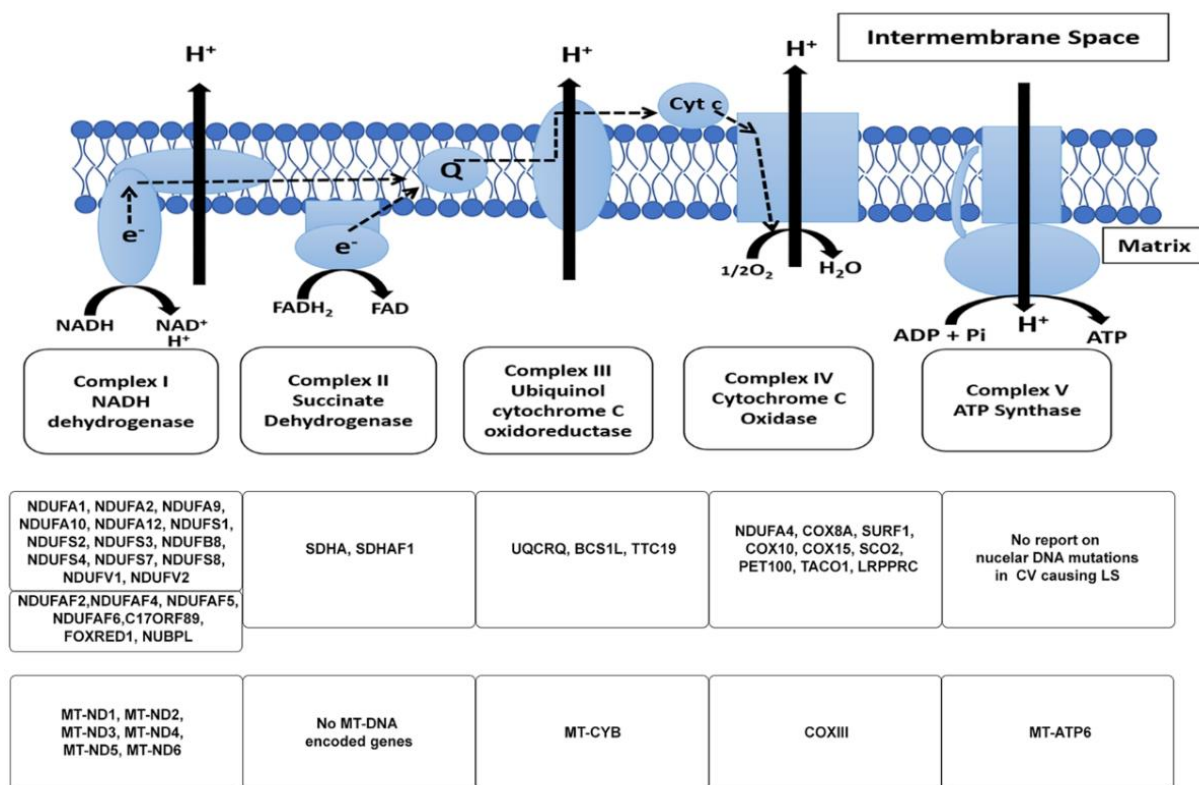 H+
H+
H+
Intermembrane Space
Cyt c
Q
e-
e-
Matrix
NADH
NAD+
H+
FADH2
FAD
1/2O2
H2O
ADP + Pi
H+
ATP
Complex I
NADH
dehydrogenase
Complex II
Succinate
Dehydrogenase
Complex III
Ubiquinol
cytochrome C
oxidoreductase
Complex IV
Cytochrome C
Oxidase
Complex V
ATP Synthase
NDUFA1, NDUFA2, NDUFA9,
NDUFA10, NDUFA12, NDUFS1,
NDUFS2, NDUFS3, NDUFB8,
NDUFS4, NDUFS7, NDUFS8,
NDUFV1, NDUFV2
NDUFAF2,NDUFAF4, NDUFAF5,
NDUFAF6,C17ORF89,
FOXRED1, NUBPL
SDHA, SDHAF1
UQCRQ, BCS1L, TTC19
NDUFA4, COX8A, SURF1,
COX10, COX15, SCO2,
PET100, TACO1, LRPPRC
No report on
nucelar DNA mutations
in CV causing LS
MT-ND1, MT-ND2,
MT-ND3, MT-ND4,
MT-ND5, MT-ND6
No MT-DNA
encoded genes
MT-CYB
COXIII
MT-ATP6